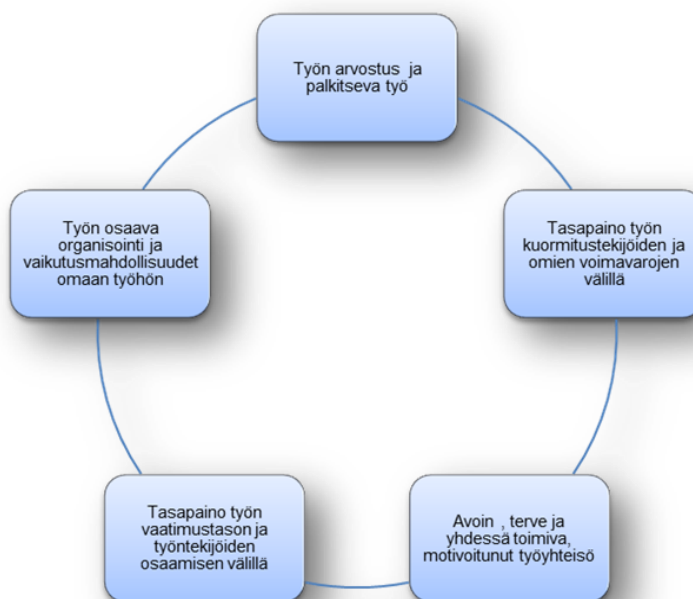 Työn arvostus ja
palkitseva työ
Tasapaino työn
kuormitustekijöiden ja
omien voimavarojen
välillä
Avoin , terve ja
yhdessä toimiva,
motivoitunut työyhteisö
Tasapaino työn
vaatimustason ja
työntekijöiden
osaamisen välillä
Työn osaava
organisointi ja
vaikutusmahdollisuudet
omaan työhön